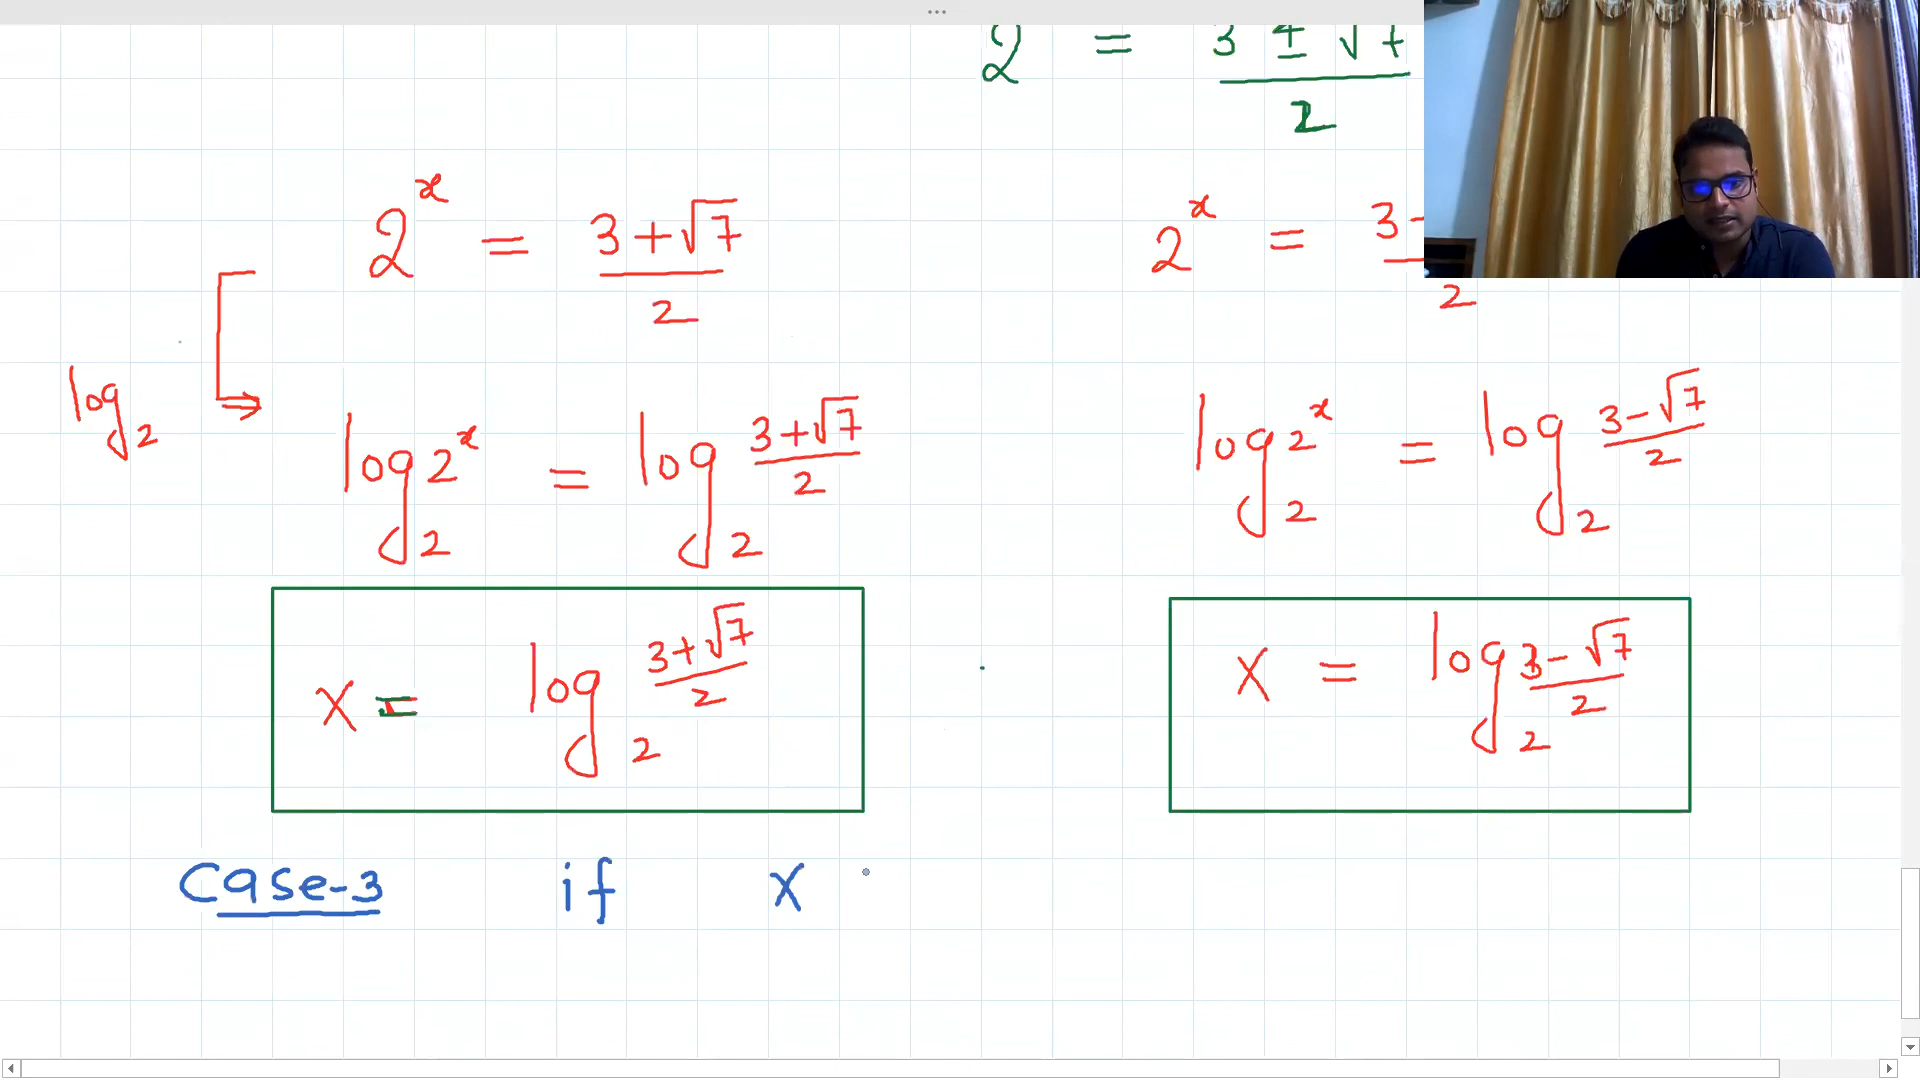 2 = 3 ± √7 / 2
2^x = (3 + √7) / 2
2^x = 3 - / 2
log_2
log_2 2^x = log_2 (3 + √7) / 2
log_2 2^x = log_2 (3 - √7) / 2
x = log_2 (3 + √7) / 2
x = log_2 (3 - √7) / 2
Case-3 if x